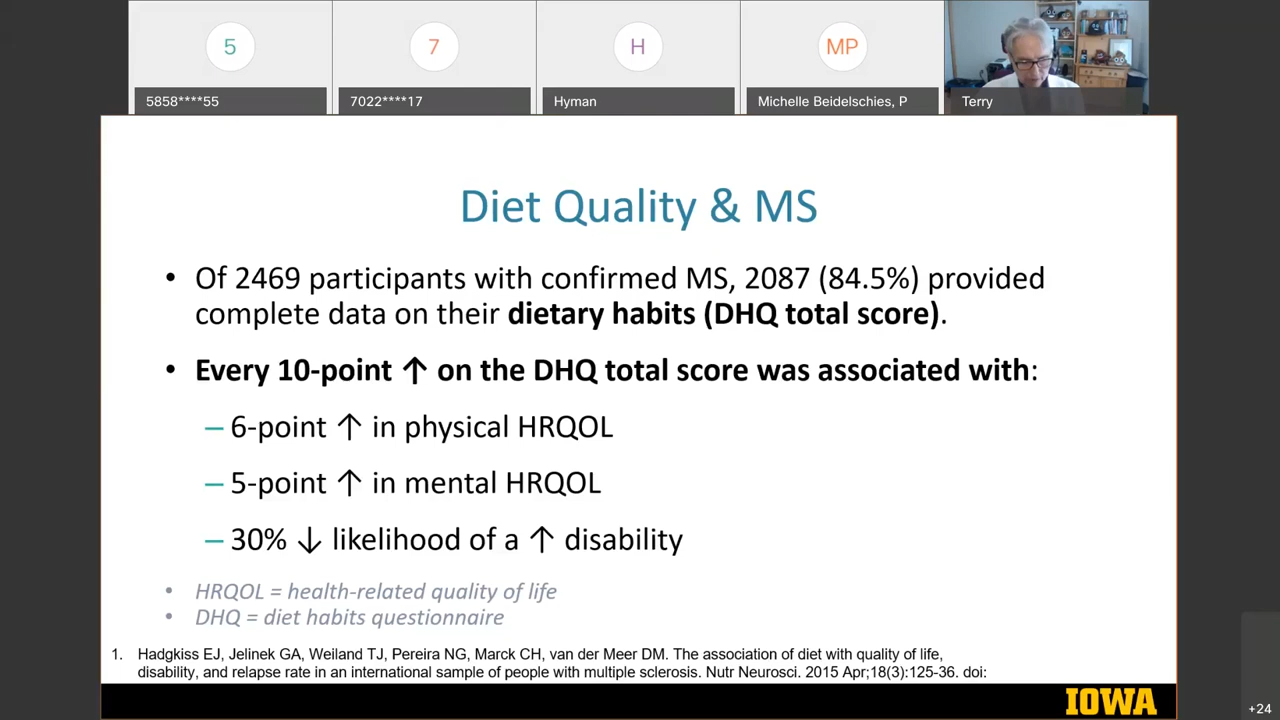 5
7
H
MP
5858****55
7022****17
Hyman
Michelle Beidelschies, P
Terry
Diet Quality & MS
• Of 2469 participants with confirmed MS, 2087 (84.5%) provided
complete data on their dietary habits (DHQ total score).
• Every 10-point ↑ on the DHQ total score was associated with:
– 6-point ↑ in physical HRQOL
– 5-point ↑ in mental HRQOL
– 30% ↓ likelihood of a ↑ disability
• HRQOL = health-related quality of life
• DHQ = diet habits questionnaire
1. Hadgkiss EJ, Jelinek GA, Weiland TJ, Pereira NG, Marck CH, van der Meer DM. The association of diet with quality of life,
disability, and relapse rate in an international sample of people with multiple sclerosis. Nutr Neurosci. 2015 Apr;18(3):125-36. doi:
IOWA
+24